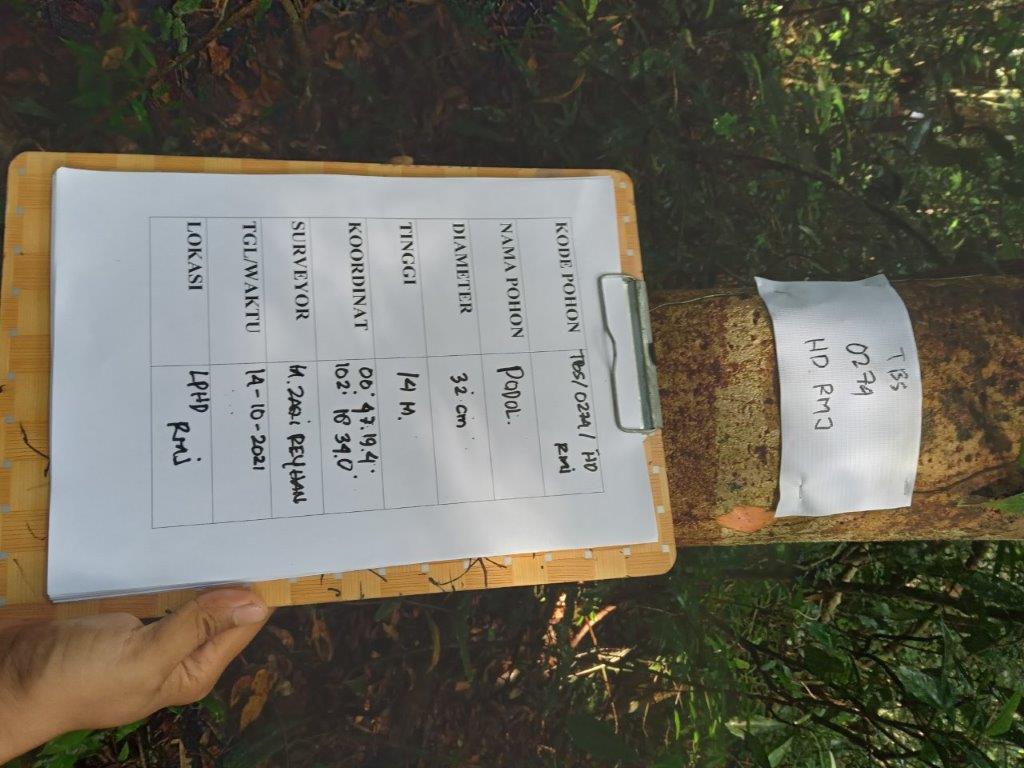 TBS
0279
HD RMJ
KODE POHON TBS/0279/HD
RMJ
NAMA POHON PODOL.
DIAMETER 32 cm
TINGGI 14 M.
KOORDINAT 00: 47.19,4.
102: 18 34,0
SURVEYOR M. ZAKI REYHAN
TGL/WAKTU 14-10-2021
LOKASI LPHD
RMJ